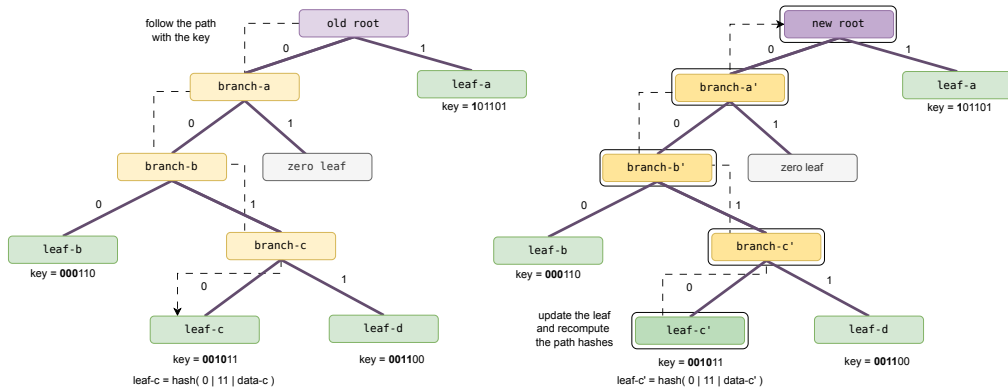 follow the path
with the key
old root
0
1
branch-a
leaf-a
key = 101101
0
1
branch-b
zero leaf
0
1
leaf-b
key = 000110
branch-c
0
1
leaf-c
leaf-d
key = 001011
key = 001100
leaf-c = hash( 0 | 11 | data-c )
new root
0
1
branch-a'
leaf-a
key = 101101
0
1
branch-b'
zero leaf
0
1
leaf-b
key = 000110
branch-c'
0
1
update the leaf
and recompute
the path hashes
leaf-c'
leaf-d
key = 001011
key = 001100
leaf-c' = hash( 0 | 11 | data-c' )